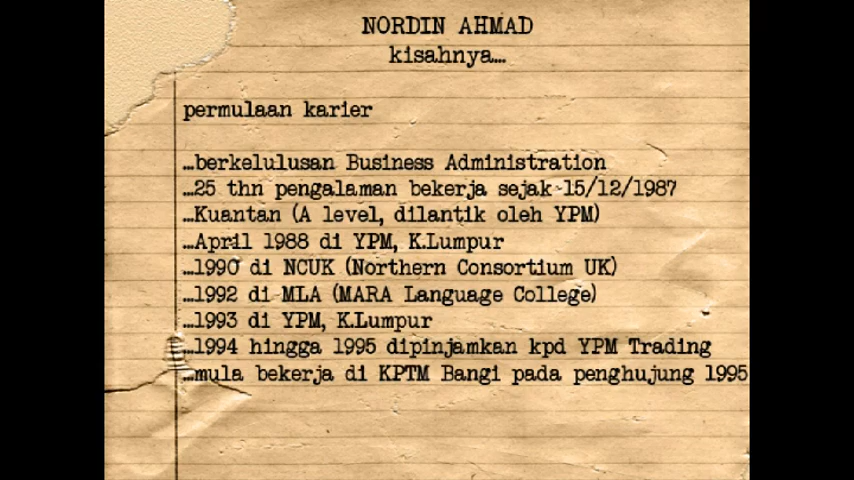 NORDIN AHMAD
kisahnya...
permulaan karier
...berkelulusan Business Administration
...25 thn pengalaman bekerja sejak 15/12/1987
...Kuantan (A level, dilantik oleh YPM)
...April 1988 di YPM, K.Lumpur
...1990 di NCUK (Northern Consortium UK)
...1992 di MLA (MARA Language College)
...1993 di YPM, K.Lumpur
...1994 hingga 1995 dipinjamkan kpd YPM Trading
...mula bekerja di KPTM Bangi pada penghujung 1995